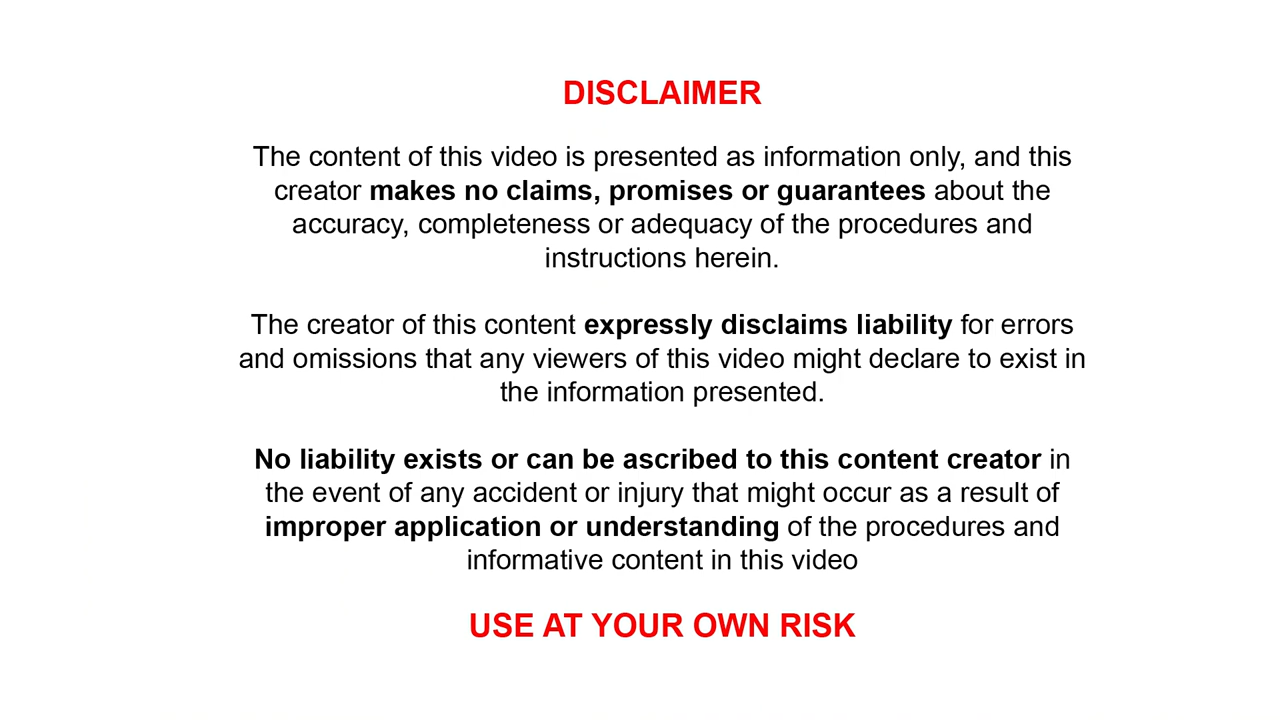 DISCLAIMER
The content of this video is presented as information only, and this
creator makes no claims, promises or guarantees about the
accuracy, completeness or adequacy of the procedures and
instructions herein.
The creator of this content expressly disclaims liability for errors
and omissions that any viewers of this video might declare to exist in
the information presented.
No liability exists or can be ascribed to this content creator in
the event of any accident or injury that might occur as a result of
improper application or understanding of the procedures and
informative content in this video
USE AT YOUR OWN RISK